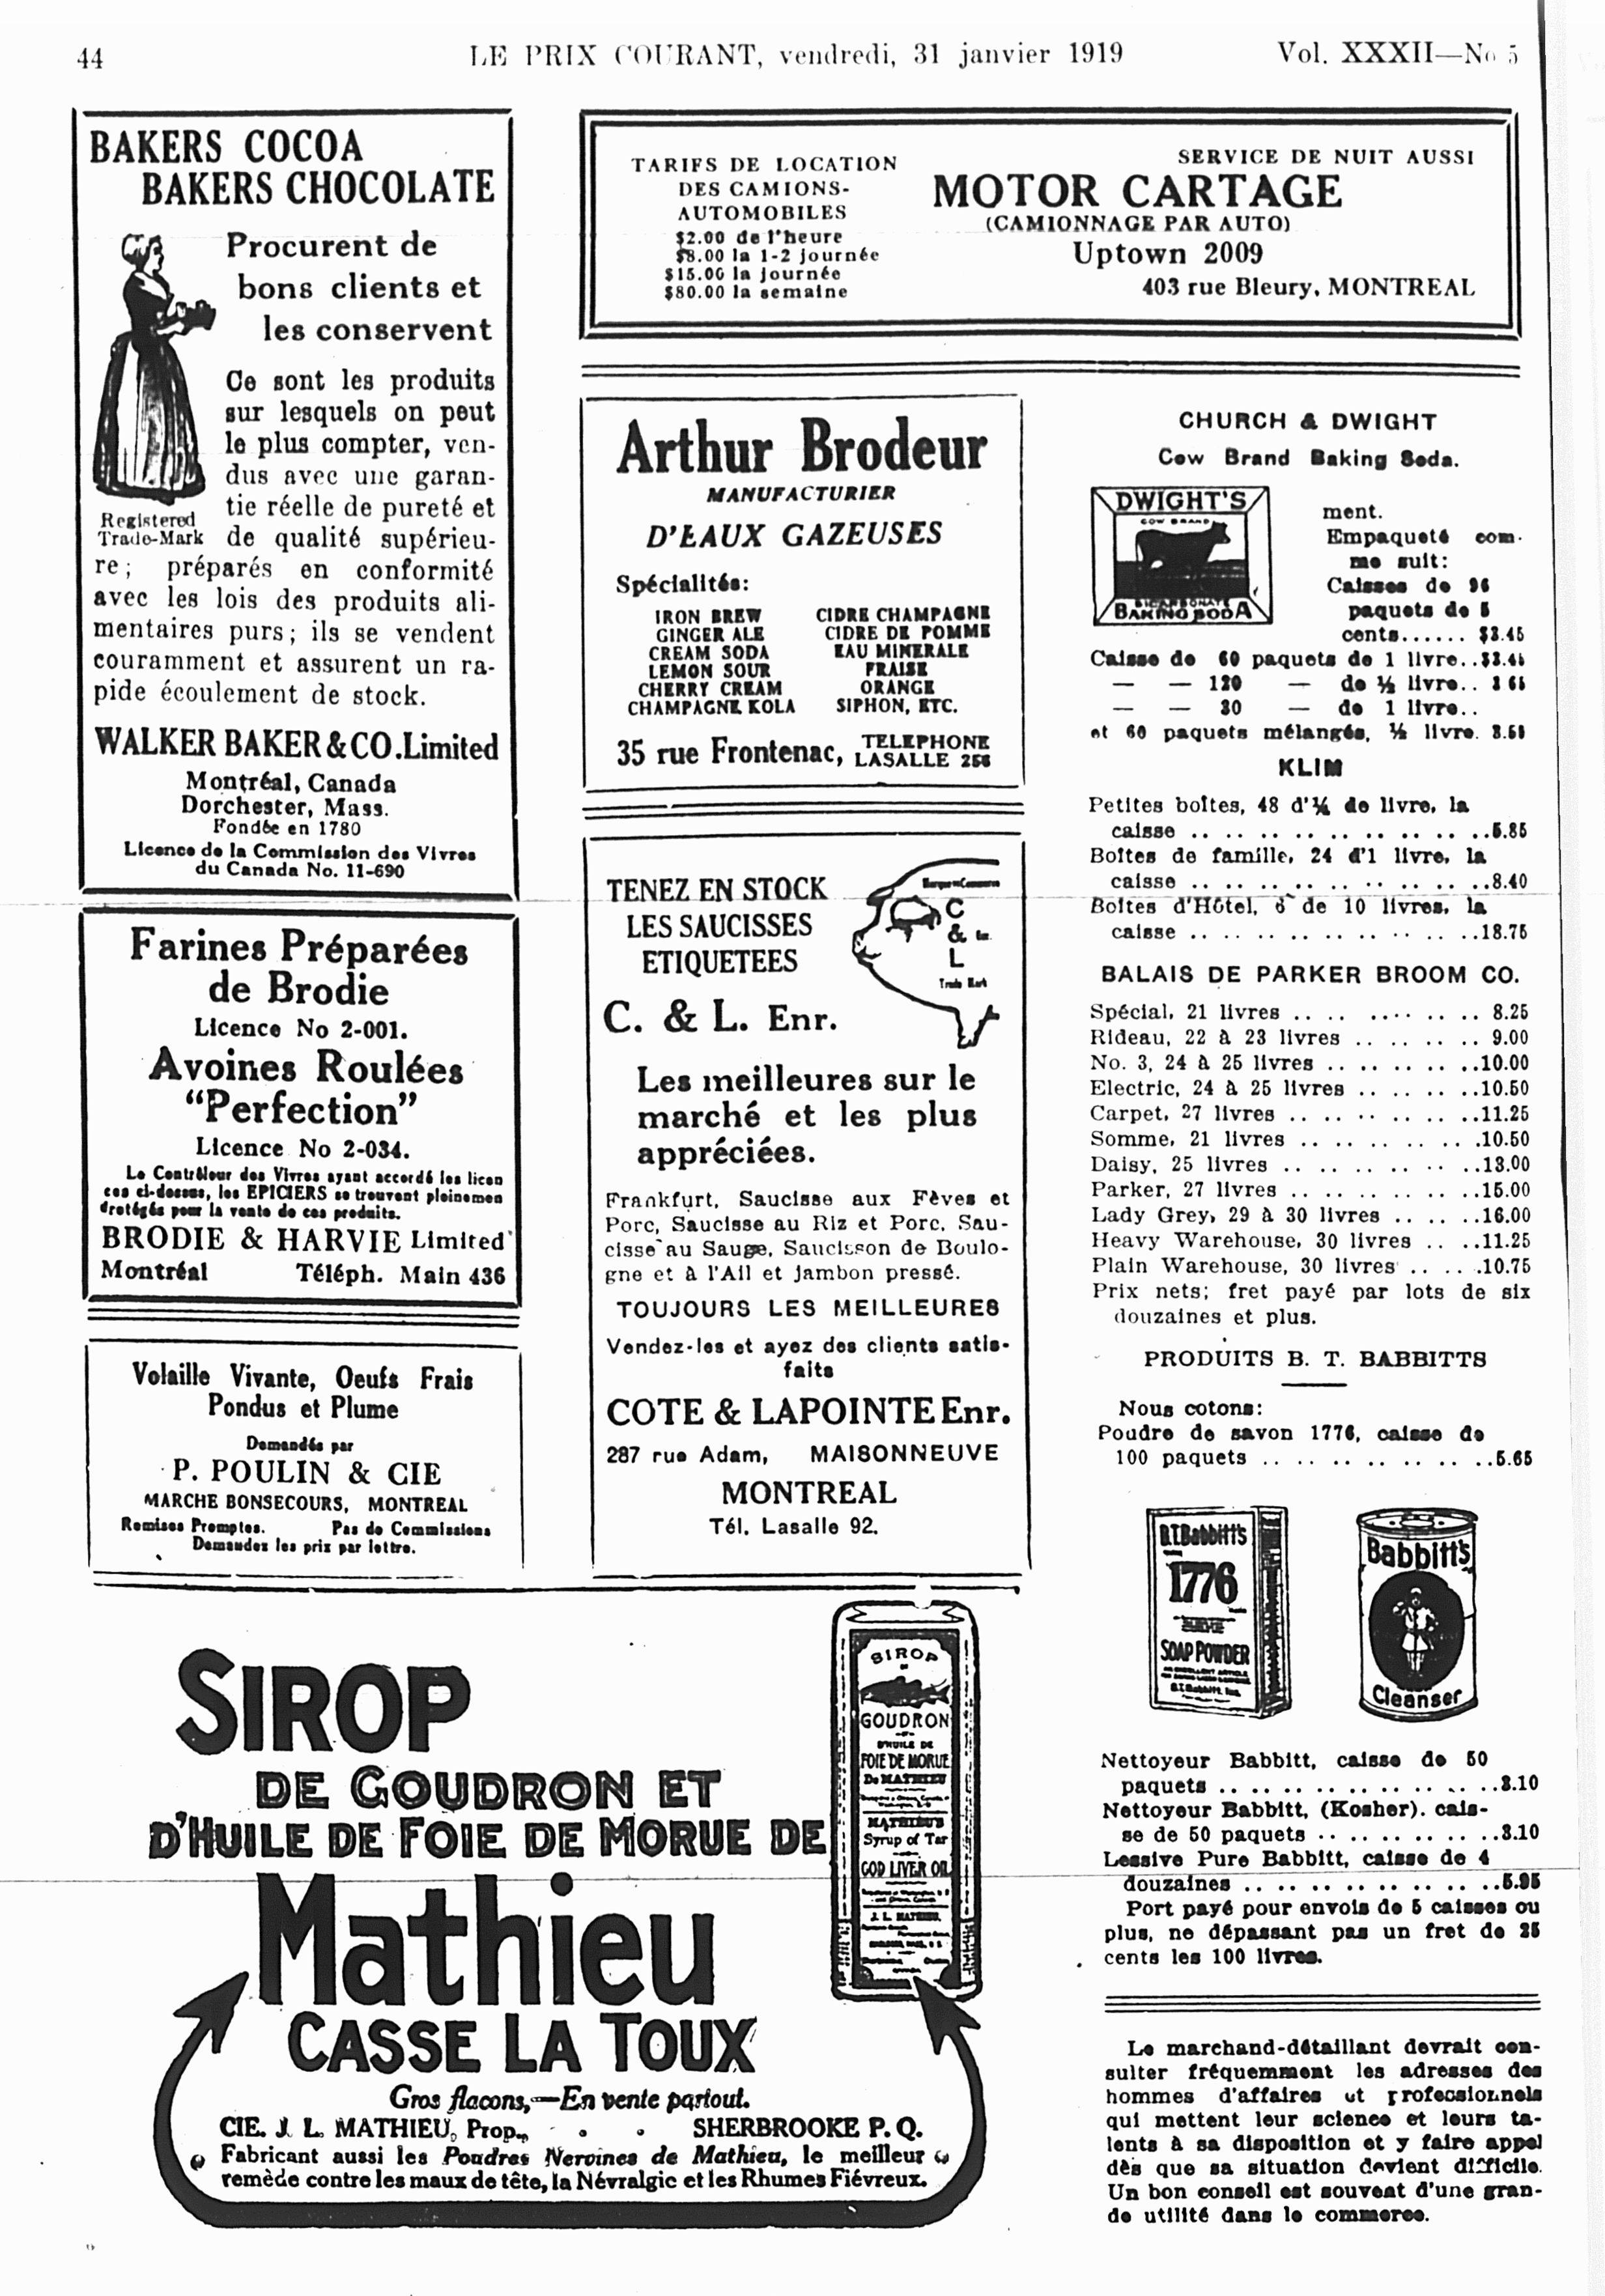 44
LE PRIX COURANT, vendredi, 31 janvier 1919
Vol. XXXII—No 5
BAKERS COCOA
BAKERS CHOCOLATE
Procurent de
bons clients et
les conservent
Ce sont les produits
sur lesquels on peut
le plus compter, ven-
dus avec une garan-
tie réelle de pureté et
Registered
Trade-Mark
de qualité supérieu-
re; préparés en conformité
avec les lois des produits ali-
mentaires purs; ils se vendent
couramment et assurent un ra-
pide écoulement de stock.
WALKER BAKER & CO. Limited
Montréal, Canada
Dorchester, Mass.
Fondée en 1780
Licence de la Commission des Vivres
du Canada No. 11-690
Farines Préparées
de Brodie
Licence No 2-001.
Avoines Roulées
"Perfection"
Licence No 2-034.
Le Contrôleur des Vivres ayant accordé les licen
ces ci-dessus, les EPICIERS se trouvent pleinemen
protégés pour la vente de ces produits.
BRODIE & HARVIE Limited
Montréal Téléph. Main 436
Volaille Vivante, Oeufs Frais
Pondus et Plume
Demandés par
P. POULIN & CIE
MARCHE BONSECOURS, MONTREAL
Remises Promptes. Pas de Commissions
Demandez les prix par lettre.
TARIFS DE LOCATION
DES CAMIONS-
AUTOMOBILES
$2.00 de l'heure
$8.00 la 1-2 journée
$15.00 la journée
$80.00 la semaine
SERVICE DE NUIT AUSSI
MOTOR CARTAGE
(CAMIONNAGE PAR AUTO)
Uptown 2009
403 rue Bleury, MONTREAL
Arthur Brodeur
MANUFACTURIER
D'EAUX GAZEUSES
Spécialités:
IRON BREW CIDRE CHAMPAGNE
GINGER ALE CIDRE DE POMME
CREAM SODA EAU MINERALE
LEMON SOUR FRAISE
CHERRY CREAM ORANGE
CHAMPAGNE KOLA SIPHON, ETC.
35 rue Frontenac, TELEPHONE
LASALLE 256
TENEZ EN STOCK
LES SAUCISSES
ETIQUETEES
C. & L. Enr.
Marque de Commerce
C
& Enr.
L
Trade Mark
Les meilleures sur le
marché et les plus
appréciées.
Frankfurt, Saucisse aux Fèves et
Porc, Saucisse au Riz et Porc, Sau-
cisse au Sauge, Saucisson de Boulo-
gne et à l'Ail et jambon pressé.
TOUJOURS LES MEILLEURES
Vendez-les et ayez des clients satis-
faits
COTE & LAPOINTE Enr.
287 rue Adam, MAISONNEUVE
MONTREAL
Tél. Lasalle 92.
SIROP
DE GOUDRON ET
D'HUILE DE FOIE DE MORUE DE
Mathieu
CASSE LA TOUX
Gros flacons,—En vente partout.
CIE. J. L. MATHIEU, Prop., SHERBROOKE P. Q.
Fabricant aussi les Poudres Nervines de Mathieu, le meilleur
remède contre les maux de tête, la Névralgie et les Rhumes Fiévreux.
SIROP
DE
GOUDRON
D'HUILE DE
FOIE DE MORUE
De MATHIEU
MATHIEU'S
Syrup of Tar
COD LIVER OIL
J. L. MATHIEU,
CHURCH & DWIGHT
Cow Brand Baking Soda.
DWIGHT'S
COW BRAND
BICARBONATE
BAKING SODA
ment.
Empaqueté com-
me suit:
Caisses de 96
paquets de 5
cents...... $3.45
Caisse de 60 paquets de 1 livre..$3.45
— — 120 — de ½ livre.. 3 65
— — 30 — de 1 livre..
et 60 paquets mélangés, ½ livre. 3.55
KLIM
Petites boîtes, 48 d'¼ de livre, la
caisse .. .. .. .. .. .. .. .. .. .. ..5.85
Boîtes de famille, 24 d'1 livre, la
caisse .. .. .. .. .. .. .. .. .. .. ..8.40
Boîtes d'Hôtel, 6 de 10 livres, la
caisse .. .. .. .. .. .. .. .. .. .. ..18.75
BALAIS DE PARKER BROOM CO.
Spécial, 21 livres .. .. .. .. .. .. .. 8.25
Rideau, 22 à 23 livres .. .. .. .. .. 9.00
No. 3, 24 à 25 livres .. .. .. .. .. ..10.00
Electric, 24 à 25 livres .. .. .. .. ..10.50
Carpet, 27 livres .. .. .. .. .. .. ..11.25
Somme, 21 livres .. .. .. .. .. .. .10.50
Daisy, 25 livres .. .. .. .. .. .. ..13.00
Parker, 27 livres .. .. .. .. .. .. ..15.00
Lady Grey, 29 à 30 livres .. .. .. ..16.00
Heavy Warehouse, 30 livres .. .. ..11.25
Plain Warehouse, 30 livres .. .. .. .10.75
Prix nets; fret payé par lots de six
douzaines et plus.
PRODUITS B. T. BABBITTS
Nous cotons:
Poudre de savon 1776, caisse de
100 paquets .. .. .. .. .. .. .. ..5.65
B.T. Babbitt's
1776
SOAP POWDER
B.T. Babbitt, Inc.
Babbitt's
Cleanser
Nettoyeur Babbitt, caisse de 50
paquets .. .. .. .. .. .. .. .. .. ..3.10
Nettoyeur Babbitt, (Kosher). cais-
se de 50 paquets .. .. .. .. .. .. ..3.10
Lessive Pure Babbitt, caisse de 4
douzaines .. .. .. .. .. .. .. .. ..5.95
Port payé pour envois de 5 caisses ou
plus, ne dépassant pas un fret de 25
cents les 100 livres.
Le marchand-détaillant devrait con-
sulter fréquemment les adresses des
hommes d'affaires et professionnels
qui mettent leur science et leurs ta-
lents à sa disposition et y faire appel
dès que sa situation devient difficile.
Un bon conseil est souvent d'une gran-
de utilité dans le commerce.